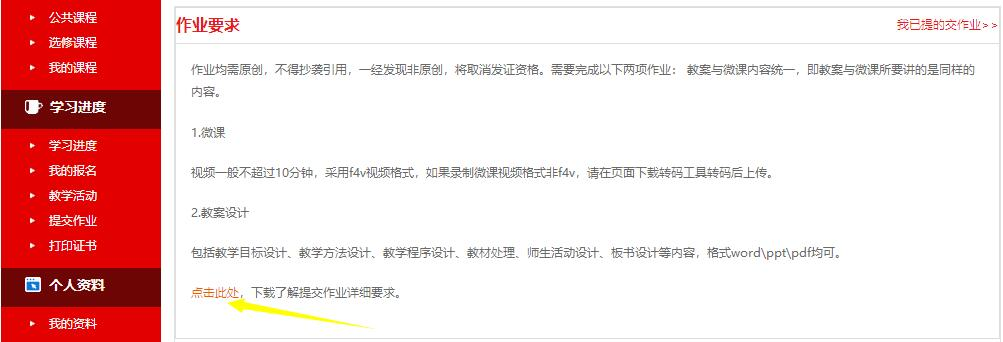 公共课程
选修课程
我的课程
学习进度
学习进度
我的报名
教学活动
提交作业
打印证书
个人资料
我的资料
作业要求
我已提的交作业>>
作业均需原创，不得抄袭引用，一经发现非原创，将取消发证资格。需要完成以下两项作业： 教案与微课内容统一，即教案与微课所要讲的是同样的
内容。
1.微课
视频一般不超过10分钟，采用f4v视频格式，如果录制微课视频格式非f4v，请在页面下载转码工具转码后上传。
2.教案设计
包括教学目标设计、教学方法设计、教学程序设计、教材处理、师生活动设计、板书设计等内容，格式word\ppt\pdf均可。
点击此处，下载了解提交作业详细要求。